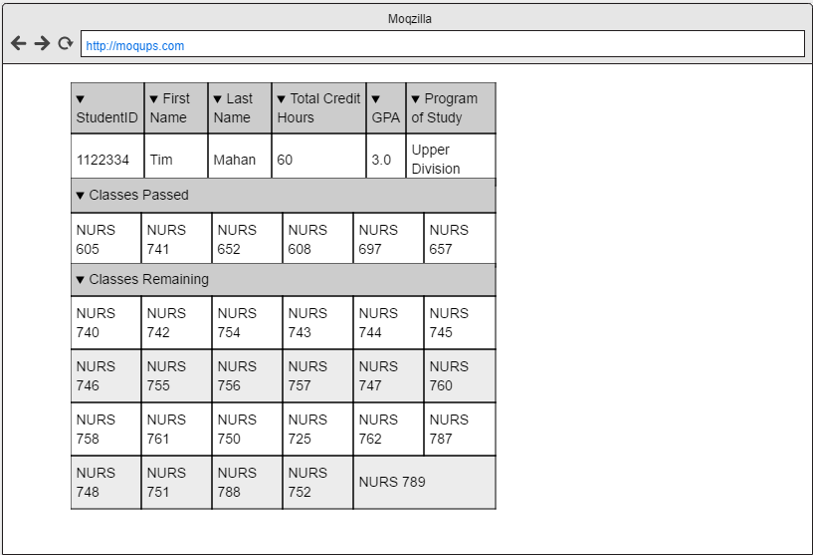 Moqzilla
http://moqups.com
▼ StudentID ▼ First Name ▼ Last Name ▼ Total Credit Hours ▼ GPA ▼ Program of Study
1122334 Tim Mahan 60 3.0 Upper Division
▼ Classes Passed
NURS 605 NURS 741 NURS 652 NURS 608 NURS 697 NURS 657
▼ Classes Remaining
NURS 740 NURS 742 NURS 754 NURS 743 NURS 744 NURS 745
NURS 746 NURS 755 NURS 756 NURS 757 NURS 747 NURS 760
NURS 758 NURS 761 NURS 750 NURS 725 NURS 762 NURS 787
NURS 748 NURS 751 NURS 788 NURS 752 NURS 789